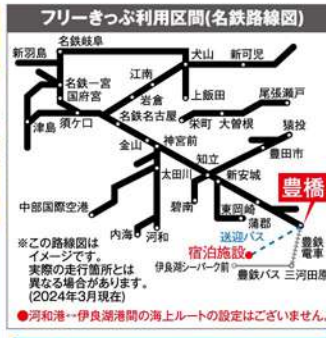 フリーきっぷ利用区間(名鉄路線図)
新羽島
名鉄岐阜
犬山
新可児
名鉄一宮
国府宮
江南
岩倉
上飯田
尾張瀬戸
津島
須ケ口
名鉄名古屋
栄町
大曽根
猿投
金山
神宮前
豊田市
太田川
知立
新安城
豊橋
中部国際空港
碧南
東岡崎
蒲郡
豊鉄
電車
内海
河和
送迎バス
宿泊施設
伊良湖シーパーク前
豊鉄バス
三河田原
※この路線図は
イメージです。
実際の走行箇所とは
異なる場合があります。
(2024年3月現在)
●河和港↔伊良湖港間の海上ルートの設定はございません。